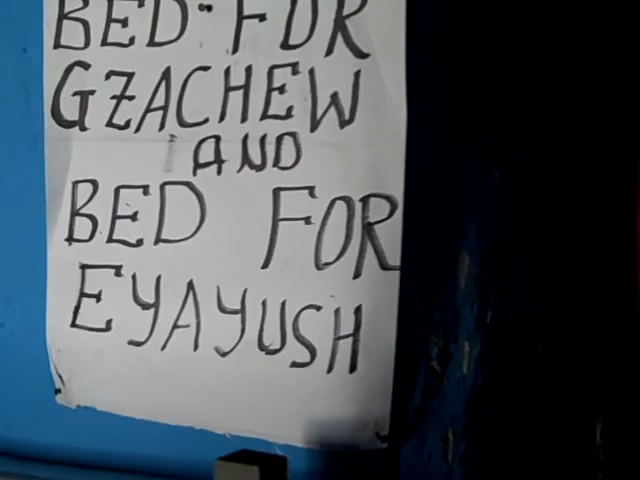 BED FOR
GZACHEW
AND
BED FOR
EYAYUSH